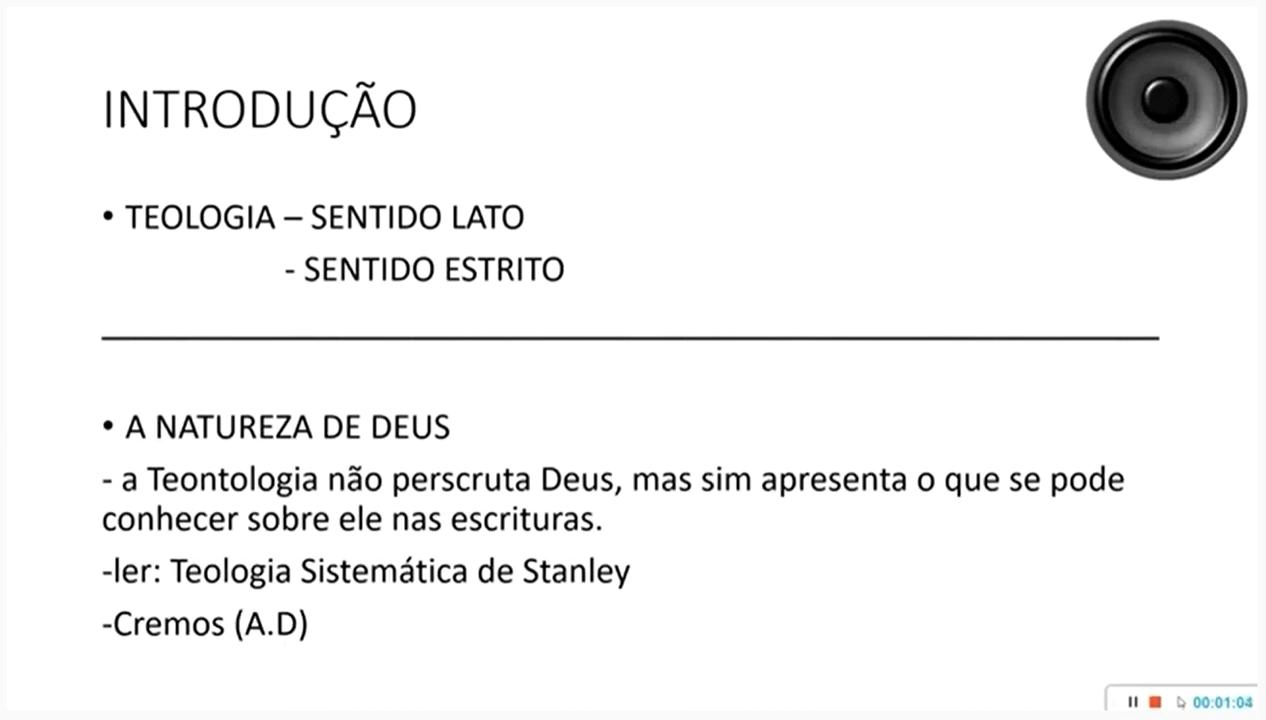 INTRODUÇÃO
• TEOLOGIA – SENTIDO LATO
- SENTIDO ESTRITO
• A NATUREZA DE DEUS
- a Teontologia não perscruta Deus, mas sim apresenta o que se pode
conhecer sobre ele nas escrituras.
-ler: Teologia Sistemática de Stanley
-Cremos (A.D)
00:01:04